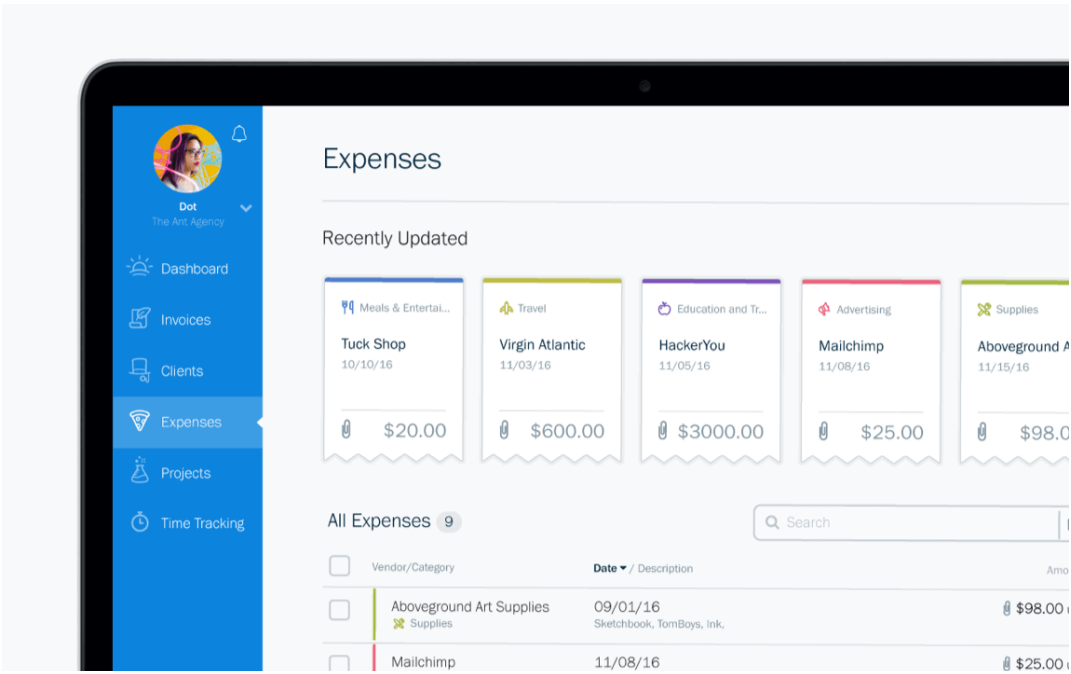 Dot
The Ant Agency
Dashboard
Invoices
Clients
Expenses
Projects
Time Tracking
Expenses
Recently Updated
Meals & Entertai...
Tuck Shop
10/10/16
$20.00
Travel
Virgin Atlantic
11/03/16
$600.00
Education and Tr...
HackerYou
11/05/16
$3000.00
Advertising
Mailchimp
11/08/16
$25.00
Supplies
Aboveground A
11/15/16
$98.0
All Expenses 9
Search
Vendor/Category Date / Description Amo
Aboveground Art Supplies 09/01/16 $98.00
Supplies Sketchbook, TomBoys, Ink,
Mailchimp 11/08/16 $25.00